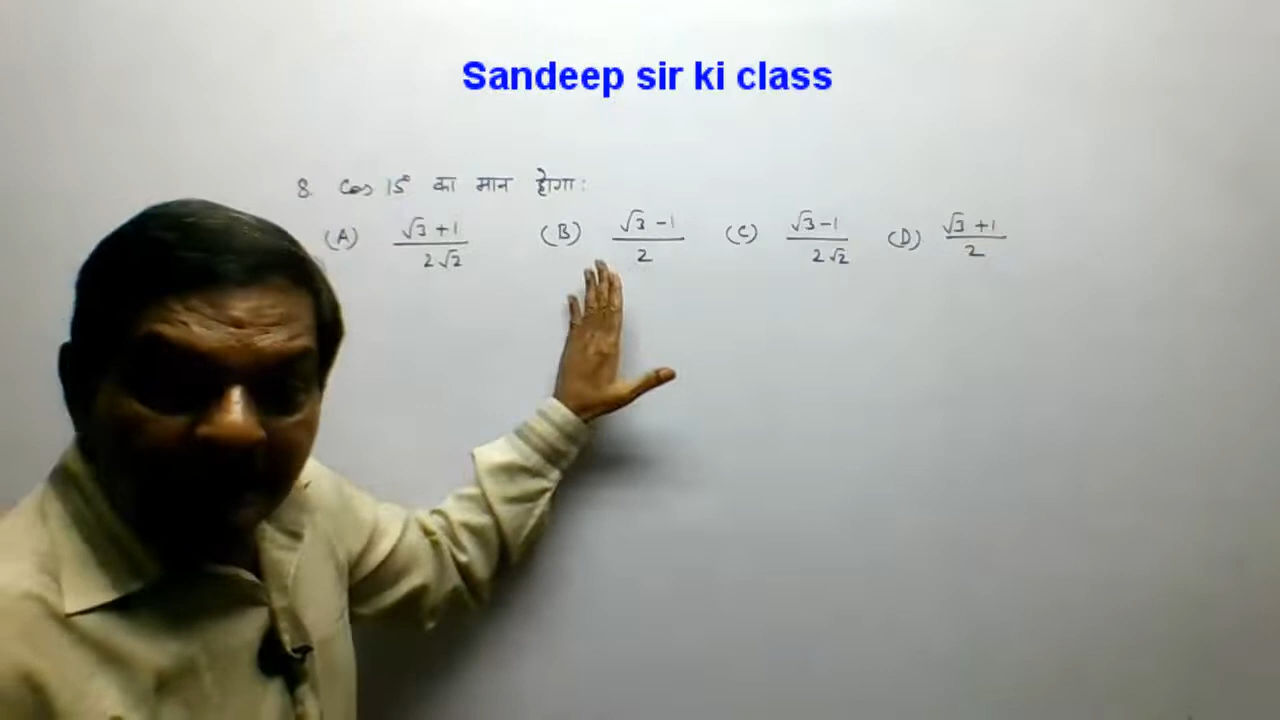 Sandeep sir ki class
8. Cos 15° का मान होगा:
(A) √3 + 1 / 2√2 (B) √3 - 1 / 2 (C) √3 - 1 / 2√2 (D) √3 + 1 / 2